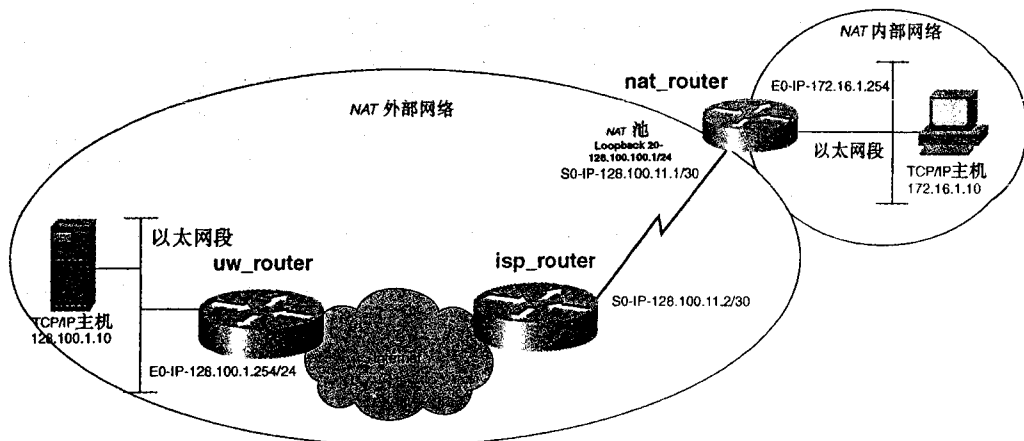 NAT 内部网络
nat_router
E0-IP-172.16.1.254
NAT 外部网络
NAT 池
Loopback 20-
128.100.100.1/24
S0-IP-128.100.11.1/30
以太网段
TCP/IP主机
172.16.1.10
以太网段
uw_router
isp_router
S0-IP-128.100.11.2/30
TCP/IP主机
128.100.1.10
Internet
E0-IP-128.100.1.254/24